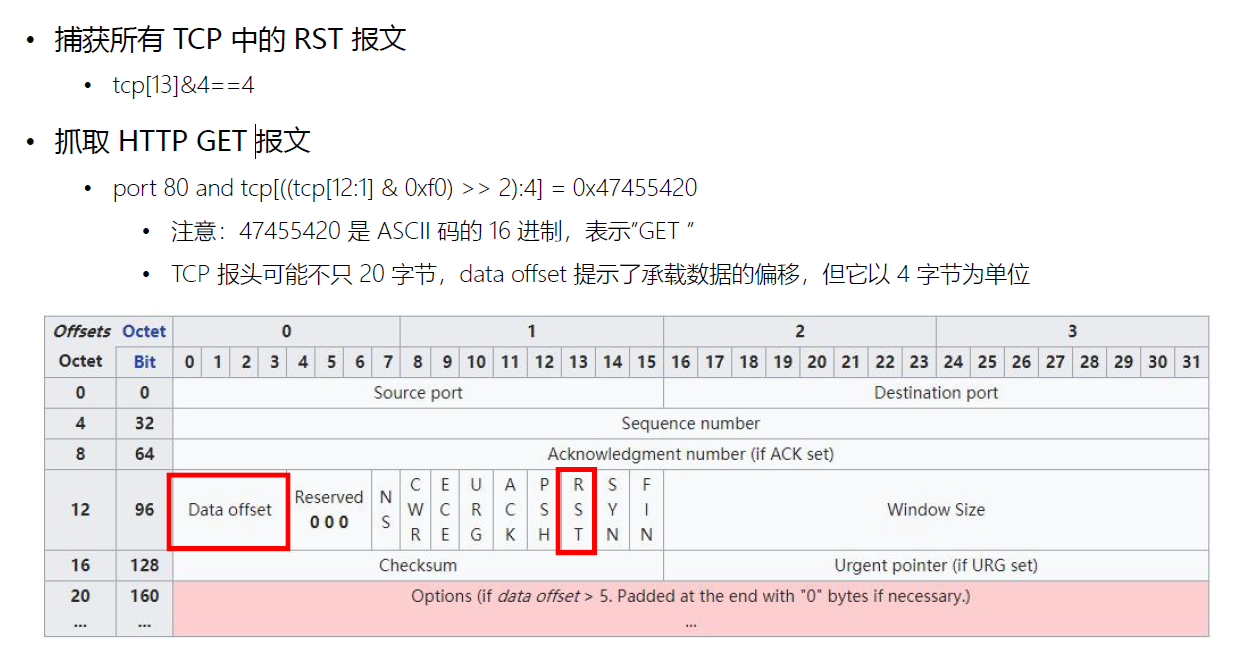 • 捕获所有 TCP 中的 RST 报文
• tcp[13]&4==4
• 抓取 HTTP GET 报文
• port 80 and tcp[((tcp[12:1] & 0xf0) >> 2):4] = 0x47455420
• 注意：47455420 是 ASCII 码的 16 进制，表示“GET ”
• TCP 报头可能不只 20 字节，data offset 提示了承载数据的偏移，但它以 4 字节为单位
Offsets Octet 0 1 2 3
Octet Bit 0 1 2 3 4 5 6 7 8 9 10 11 12 13 14 15 16 17 18 19 20 21 22 23 24 25 26 27 28 29 30 31
0 0 Source port Destination port
4 32 Sequence number
8 64 Acknowledgment number (if ACK set)
12 96 Data offset Reserved 0 0 0 NS CWR ECE URG ACK PSH RST SYN FIN Window Size
16 128 Checksum Urgent pointer (if URG set)
20 160 Options (if data offset > 5. Padded at the end with "0" bytes if necessary.)
... ... ...